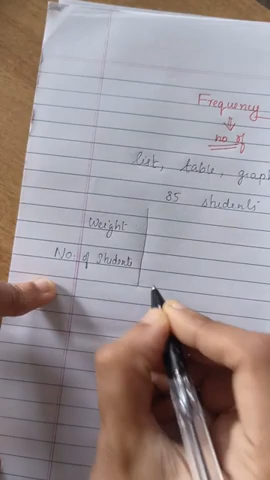 Frequency
no of
list, table, graph
85 students
Weight
No. of Students